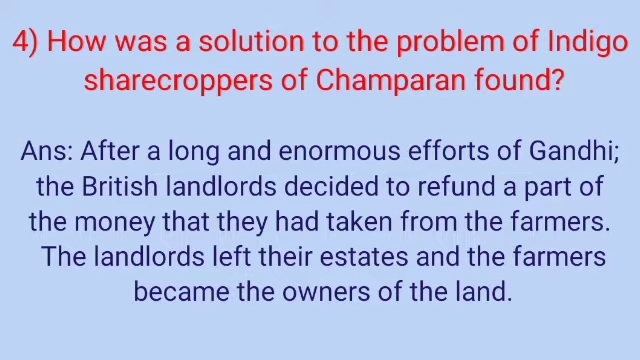 4) How was a solution to the problem of Indigo
sharecroppers of Champaran found?
Ans: After a long and enormous efforts of Gandhi;
the British landlords decided to refund a part of
the money that they had taken from the farmers.
The landlords left their estates and the farmers
became the owners of the land.